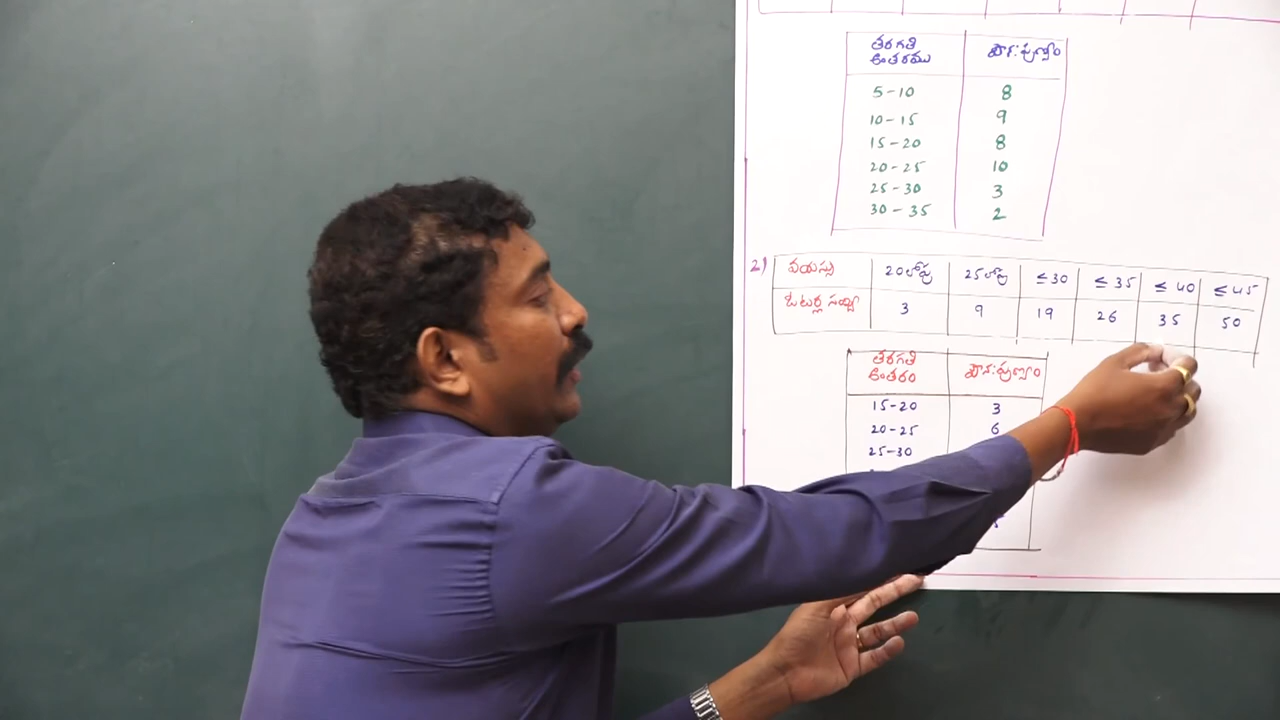 తరగతి పౌనఃపుణ్యం
అంతరము
5-10 8
10-15 9
15-20 8
20-25 10
25-30 3
30-35 2
2) వయస్సు 20లోపు 25లోపు ≤30 ≤35 ≤40 ≤45
ఓటర్ల సంఖ్య 3 9 19 26 35 50
తరగతి పౌనఃపుణ్యం
అంతరం
15-20 3
20-25 6
25-30